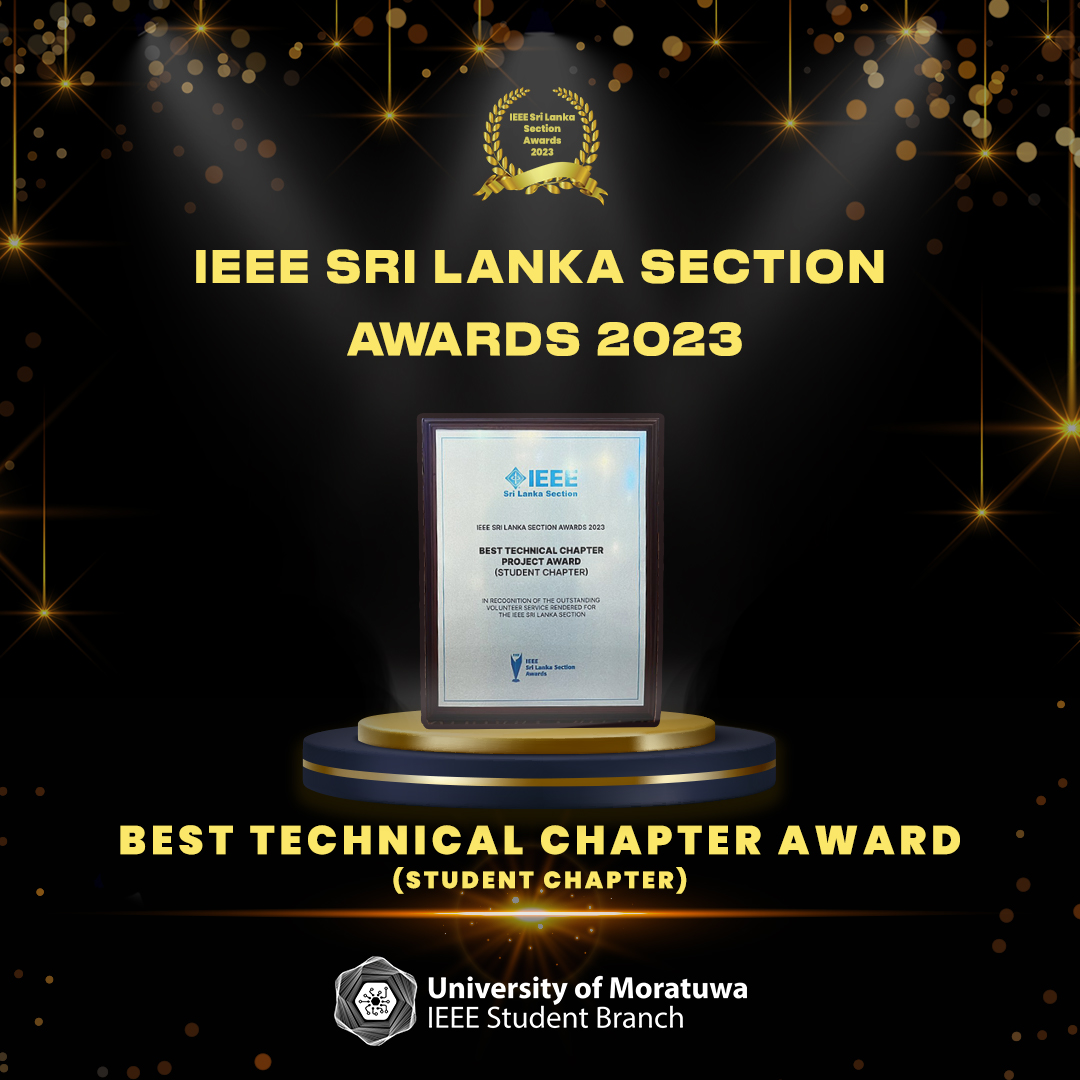 IEEE Sri Lanka
Section
Awards
2023
IEEE SRI LANKA SECTION
AWARDS 2023
IEEE
Sri Lanka Section
IEEE SRI LANKA SECTION AWARDS 2023
BEST TECHNICAL CHAPTER
PROJECT AWARD
(STUDENT CHAPTER)
IN RECOGNITION OF THE OUTSTANDING
VOLUNTEER SERVICE RENDERED FOR
THE IEEE SRI LANKA SECTION
IEEE
Sri Lanka Section
Awards
BEST TECHNICAL CHAPTER AWARD
(STUDENT CHAPTER)
University of Moratuwa
IEEE Student Branch